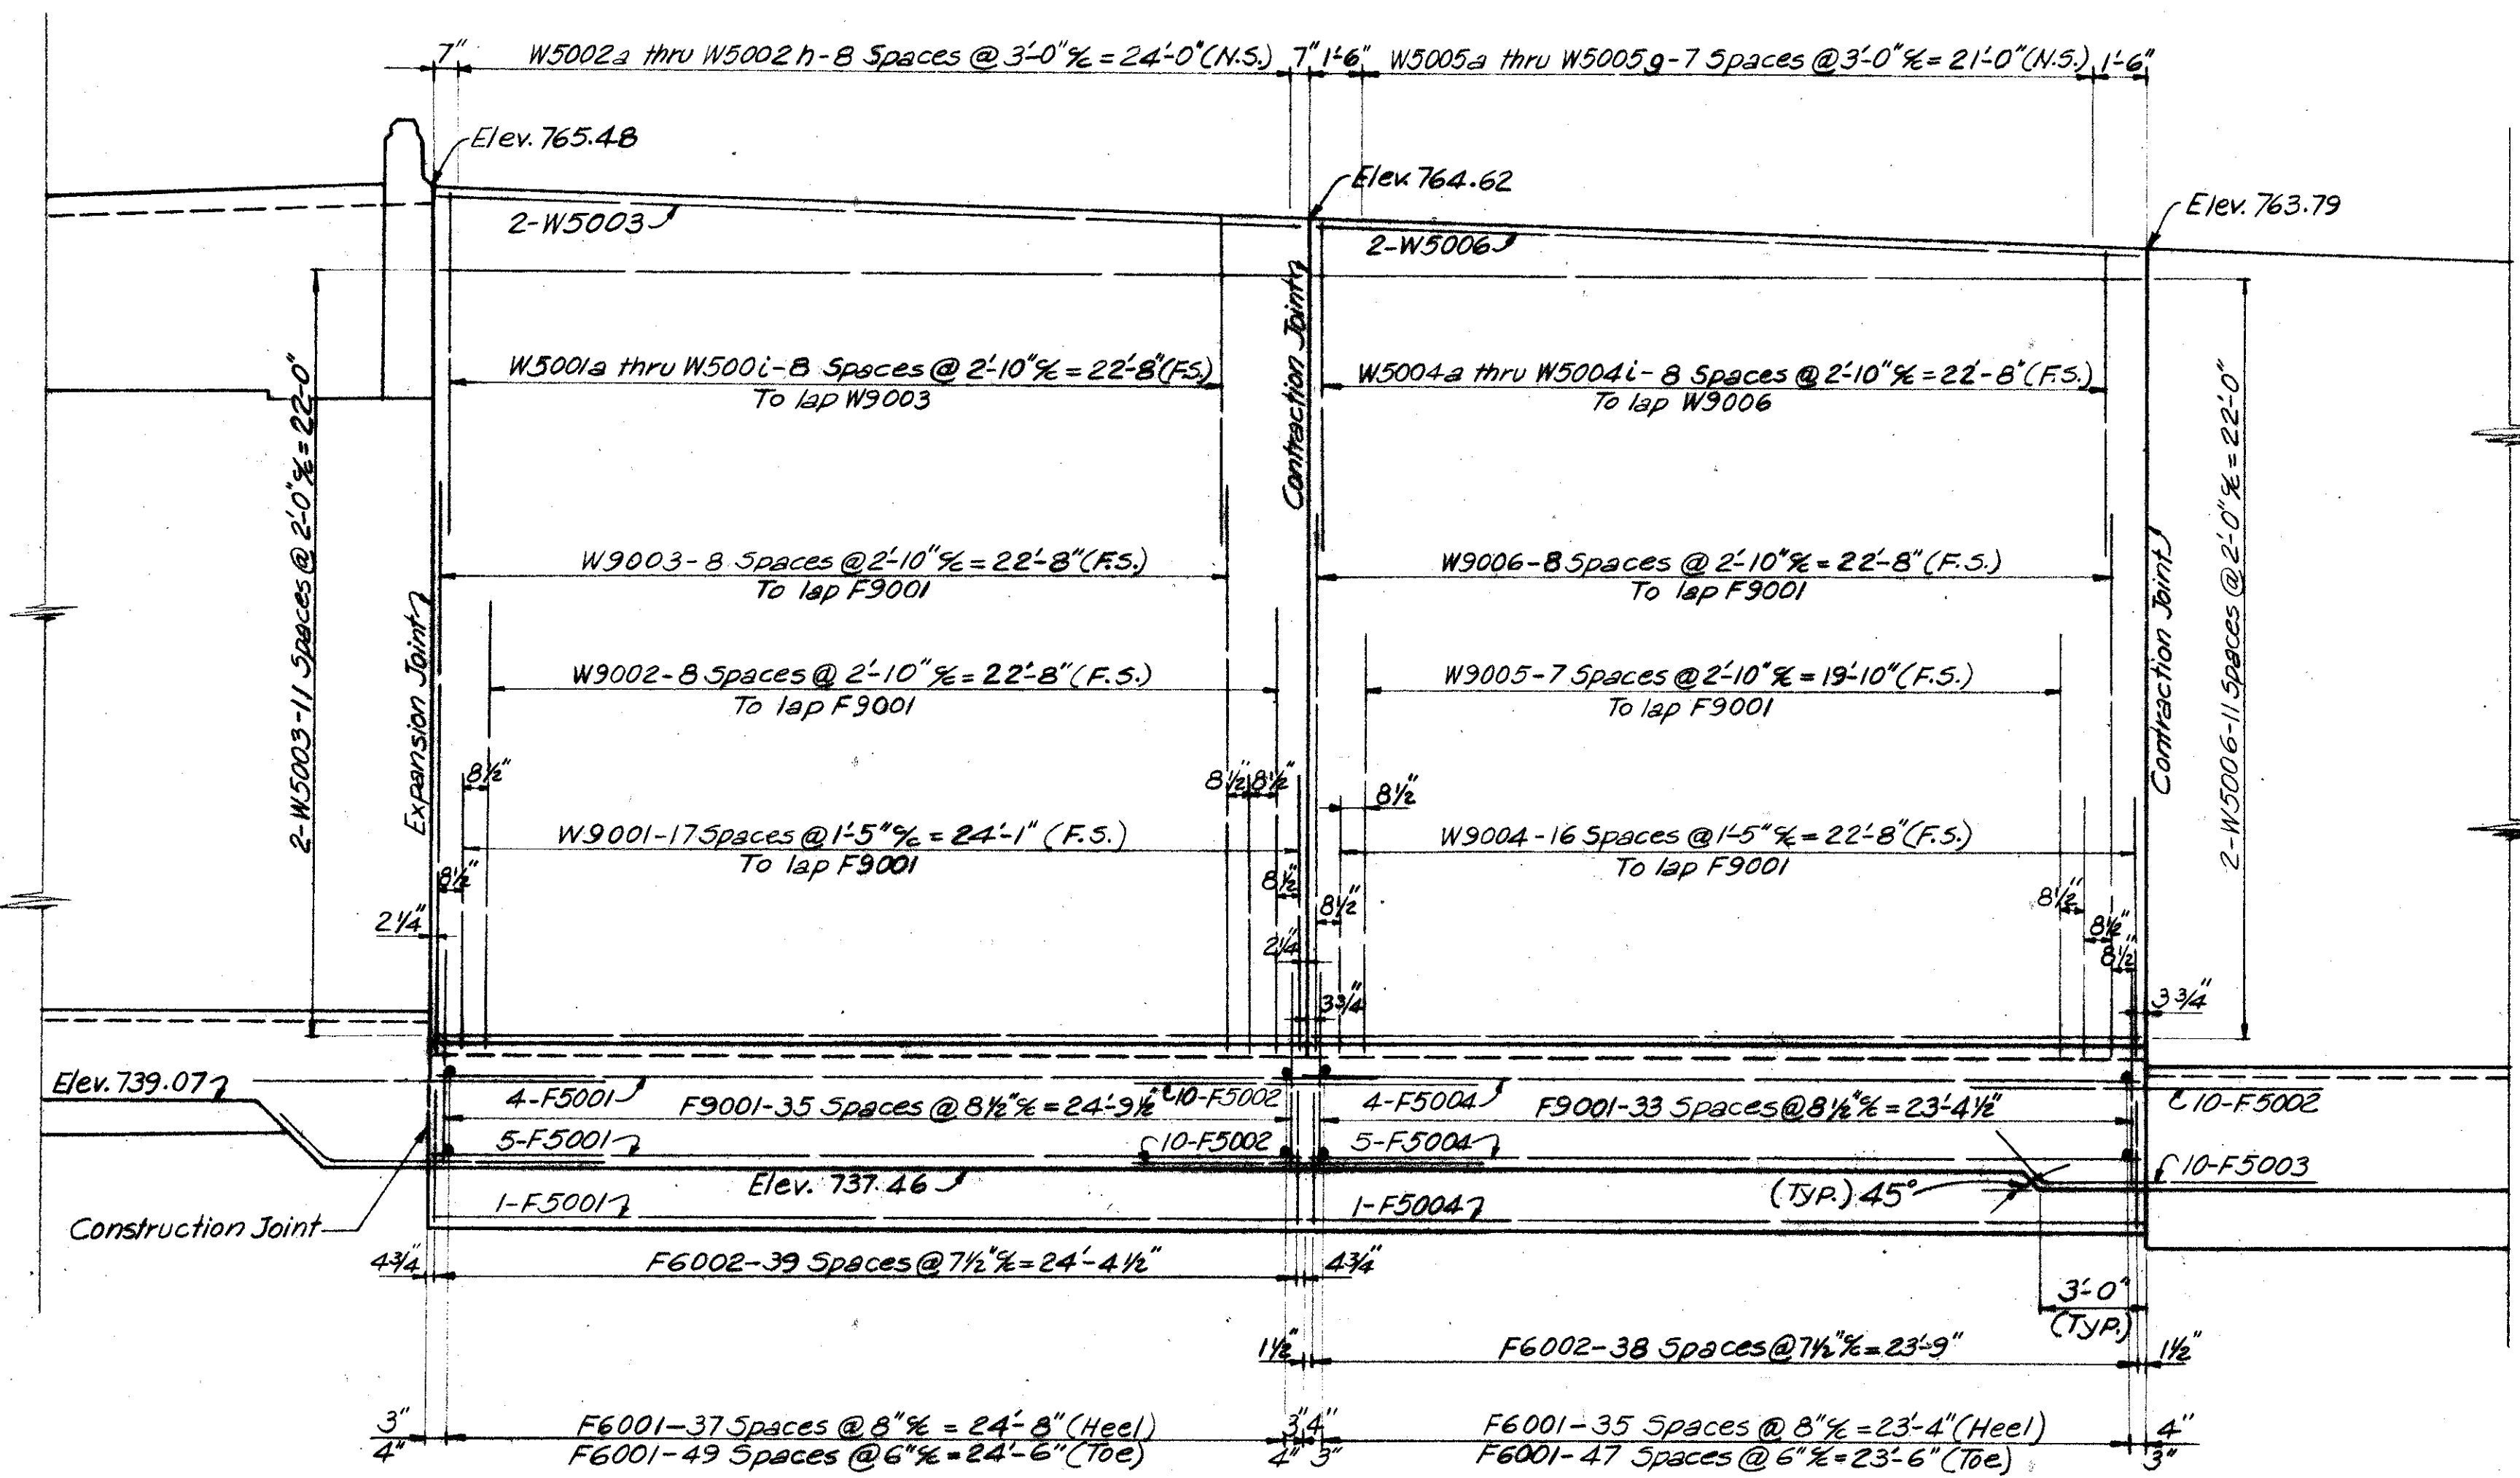 7" W5002a thru W5002h-8 Spaces @ 3'-0" ℄ = 24'-0" (N.S.) 7" 1'-6" W5005a thru W5005g-7 Spaces @ 3'-0" ℄ = 21'-0" (N.S.) 1'-6"
Elev. 765.48
Elev. 764.62
Elev. 763.79
2-W5003
2-W5006
W5001a thru W500i-8 Spaces @ 2'-10" ℄ = 22'-8" (F.S.)
To lap W9003
W5004a thru W5004i-8 Spaces @ 2'-10" ℄ = 22'-8" (F.S.)
To lap W9006
2-W5003-11 Spaces @ 2'-0" ℄ = 22'-0"
Expansion Joint
Contraction Joint
Contraction Joint
2-W5006-11 Spaces @ 2'-0" ℄ = 22'-0"
W9003-8 Spaces @ 2'-10" ℄ = 22'-8" (F.S.)
To lap F9001
W9006-8 Spaces @ 2'-10" ℄ = 22'-8" (F.S.)
To lap F9001
W9002-8 Spaces @ 2'-10" ℄ = 22'-8" (F.S.)
To lap F9001
W9005-7 Spaces @ 2'-10" ℄ = 19'-10" (F.S.)
To lap F9001
8½" 8½" 8½" 8½"
W9001-17 Spaces @ 1'-5" ℄ = 24'-1" (F.S.)
To lap F9001
W9004-16 Spaces @ 1'-5" ℄ = 22'-8" (F.S.)
To lap F9001
8½" 8½" 8½" 8½"
2¼" 2¼" 8½"
8½"
3¾" 3¾"
Elev. 739.07
4-F5001 10-F5002 4-F5004 10-F5002
F9001-35 Spaces @ 8½" ℄ = 24'-9½"
F9001-33 Spaces @ 8½" ℄ = 23'-4½"
5-F5001 10-F5002 5-F5004 10-F5003
Elev. 737.46
(Typ.) 45°
1-F5001 1-F5004
Construction Joint
4¾" F6002-39 Spaces @ 7½" ℄ = 24'-4½" 4¾"
3'-0"
(Typ.)
1½" F6002-38 Spaces @ 7½" ℄ = 23'-9" 1½"
3" F6001-37 Spaces @ 8" ℄ = 24'-8" (Heel) 3" 4" F6001-35 Spaces @ 8" ℄ = 23'-4" (Heel) 4"
4" F6001-49 Spaces @ 6" ℄ = 24'-6" (Toe) 4" 3" F6001-47 Spaces @ 6" ℄ = 23'-6" (Toe) 3"